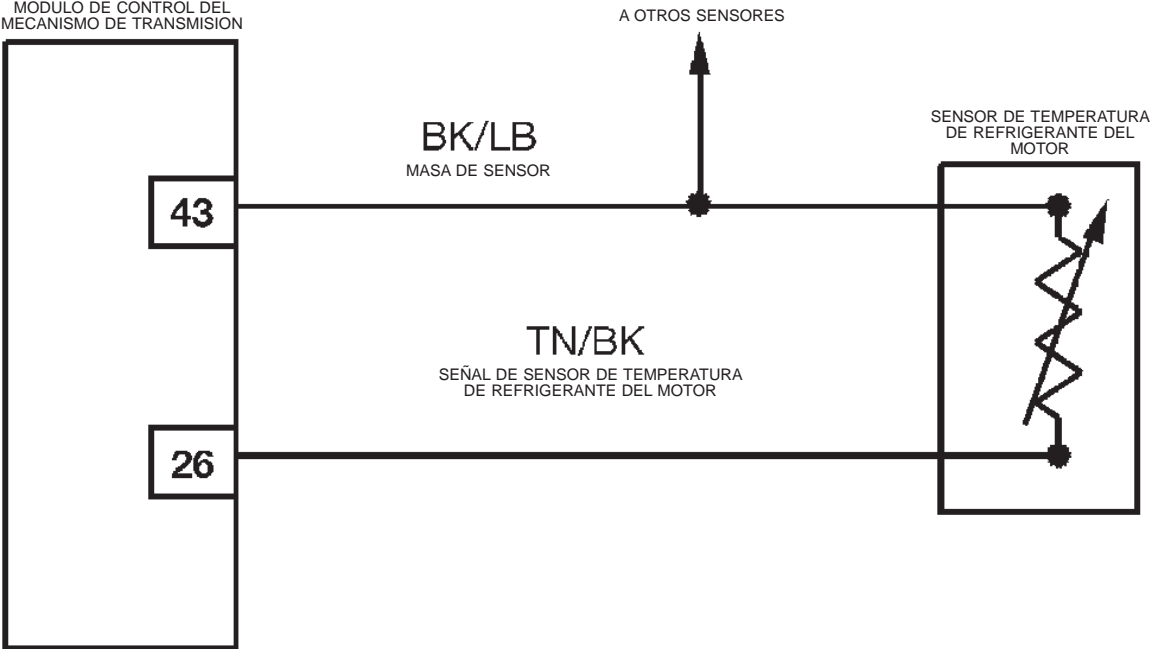 MODULO DE CONTROL DEL
MECANISMO DE TRANSMISION
A OTROS SENSORES
SENSOR DE TEMPERATURA
DE REFRIGERANTE DEL
MOTOR
BK/LB
MASA DE SENSOR
43
TN/BK
SEÑAL DE SENSOR DE TEMPERATURA
DE REFRIGERANTE DEL MOTOR
26